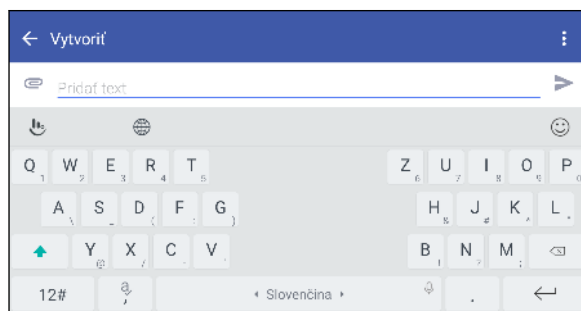 Vytvoriť
Pridať text
Q 1 W 2 E 3 R 4 T 5 Z 6 U 7 I 8 O 9 P 0
A \ S _ D ( F : G ) H & J # K * L "
Y @ X / C - V ' B ! N ? M ;
12# a , Slovenčina .